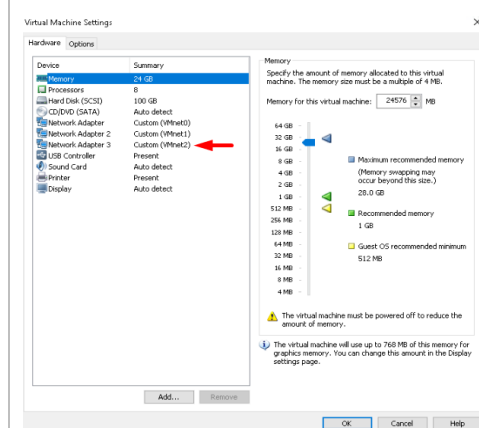 Virtual Machine Settings
Hardware Options
Device Summary
Memory 24 GB
Processors 8
Hard Disk (SCSI) 100 GB
CD/DVD (SATA) Auto detect
Network Adapter Custom (VMnet0)
Network Adapter 2 Custom (VMnet1)
Network Adapter 3 Custom (VMnet2)
USB Controller Present
Sound Card Auto detect
Printer Present
Display Auto detect
Add... Remove
Memory
Specify the amount of memory allocated to this virtual
machine. The memory size must be a multiple of 4 MB.
Memory for this virtual machine: 24576 MB
64 GB
32 GB
16 GB
8 GB
4 GB
2 GB
1 GB
512 MB
256 MB
128 MB
64 MB
32 MB
16 MB
8 MB
4 MB
Maximum recommended memory
(Memory swapping may
occur beyond this size.)
28.0 GB
Recommended memory
1 GB
Guest OS recommended minimum
512 MB
The virtual machine must be powered off to reduce the
amount of memory.
The virtual machine will use up to 768 MB of this memory for
graphics memory. You can change this amount in the Display
settings page.
OK Cancel Help